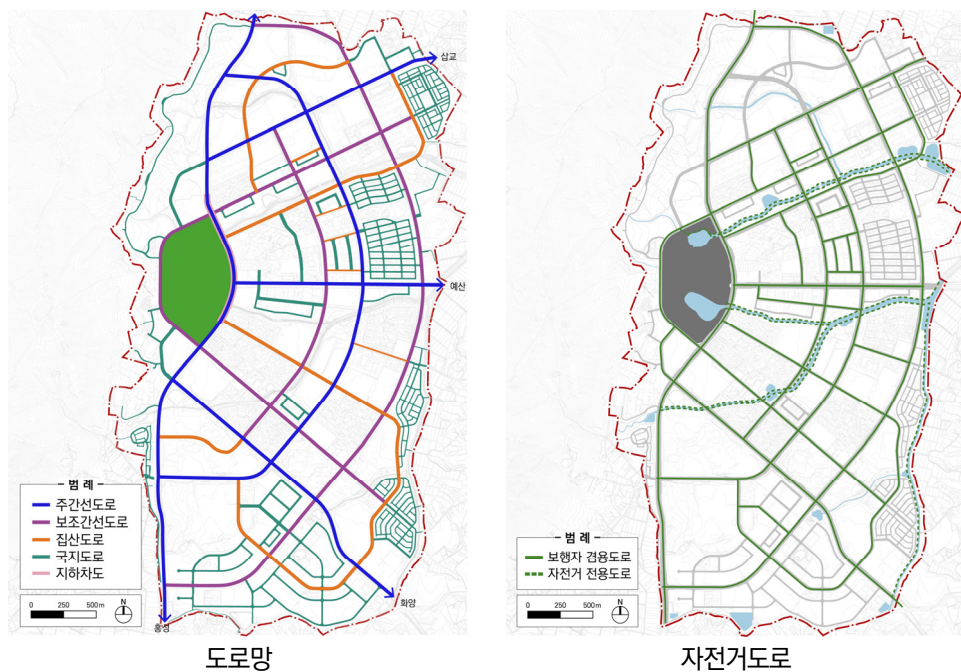 삽교
예산
화양
홍성
- 범 례 -
주간선도로
보조간선도로
집산도로
국지도로
지하차도
0 250 500m N
도로망
- 범 례 -
보행자 겸용도로
자전거 전용도로
0 250 500m N
자전거도로